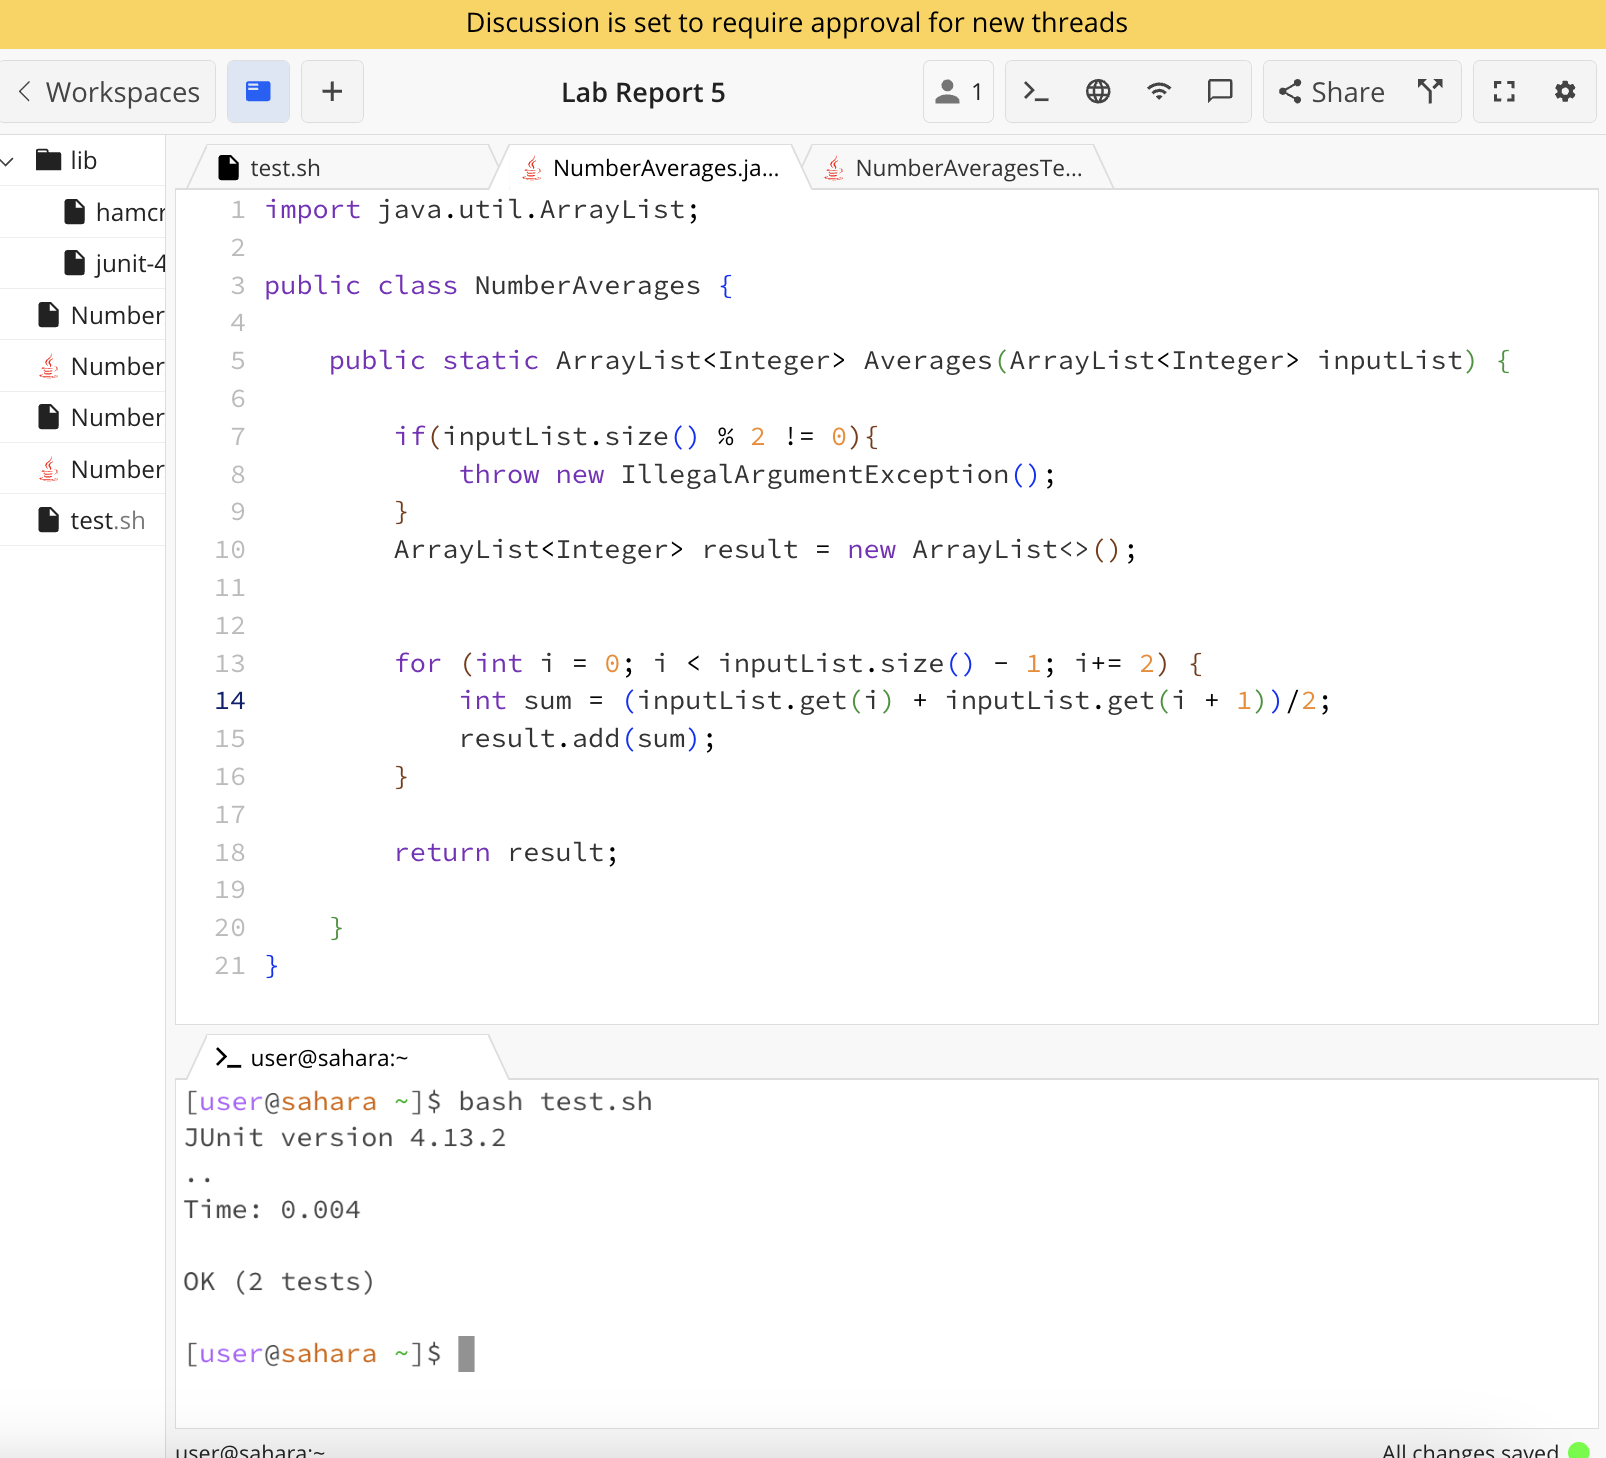 Discussion is set to require approval for new threads
Workspaces
Lab Report 5
1
Share
lib
hamcr
junit-4
Number
Number
Number
Number
test.sh
test.sh
NumberAverages.ja...
NumberAveragesTe...
1 import java.util.ArrayList;
2
3 public class NumberAverages {
4
5     public static ArrayList<Integer> Averages(ArrayList<Integer> inputList) {
6
7         if(inputList.size() % 2 != 0){
8             throw new IllegalArgumentException();
9         }
10         ArrayList<Integer> result = new ArrayList<>();
11
12
13         for (int i = 0; i < inputList.size() - 1; i+= 2) {
14             int sum = (inputList.get(i) + inputList.get(i + 1))/2;
15             result.add(sum);
16         }
17
18         return result;
19
20     }
21 }
user@sahara:~
[user@sahara ~]$ bash test.sh
JUnit version 4.13.2
..
Time: 0.004
OK (2 tests)
[user@sahara ~]$
user@sahara:~
All changes saved